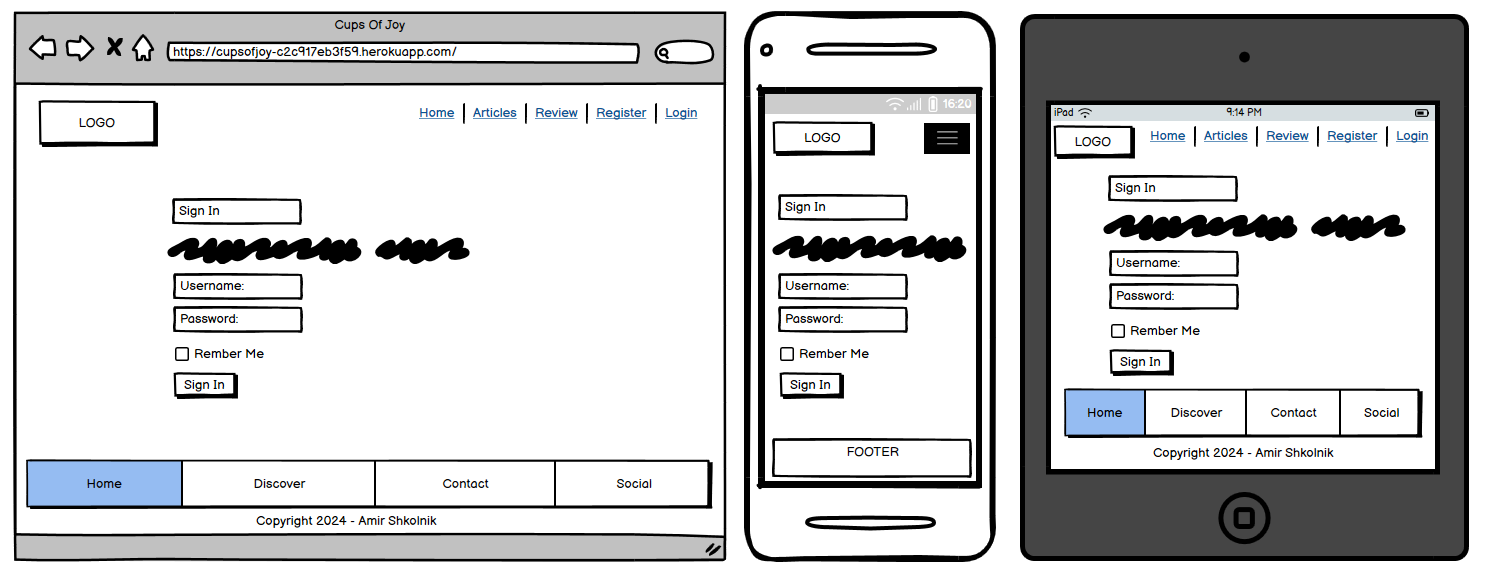 Cups Of Joy
https://cupsofjoy-c2c917eb3f59.herokuapp.com/
LOGO
Home Articles Review Register Login
Sign In
Username:
Password:
Rember Me
Sign In
Home Discover Contact Social
Copyright 2024 - Amir Shkolnik
16:20
LOGO
Sign In
Username:
Password:
Rember Me
Sign In
FOOTER
iPad 9:14 PM
LOGO Home Articles Review Register Login
Sign In
Username:
Password:
Rember Me
Sign In
Home Discover Contact Social
Copyright 2024 - Amir Shkolnik